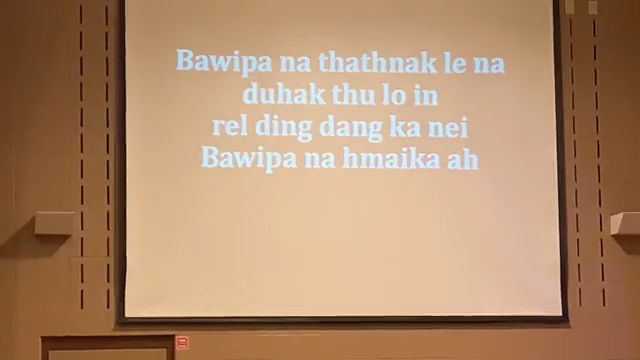 Bawipa na thathnak le na
duhak thu lo in
rel ding dang ka nei
Bawipa na hmaika ah